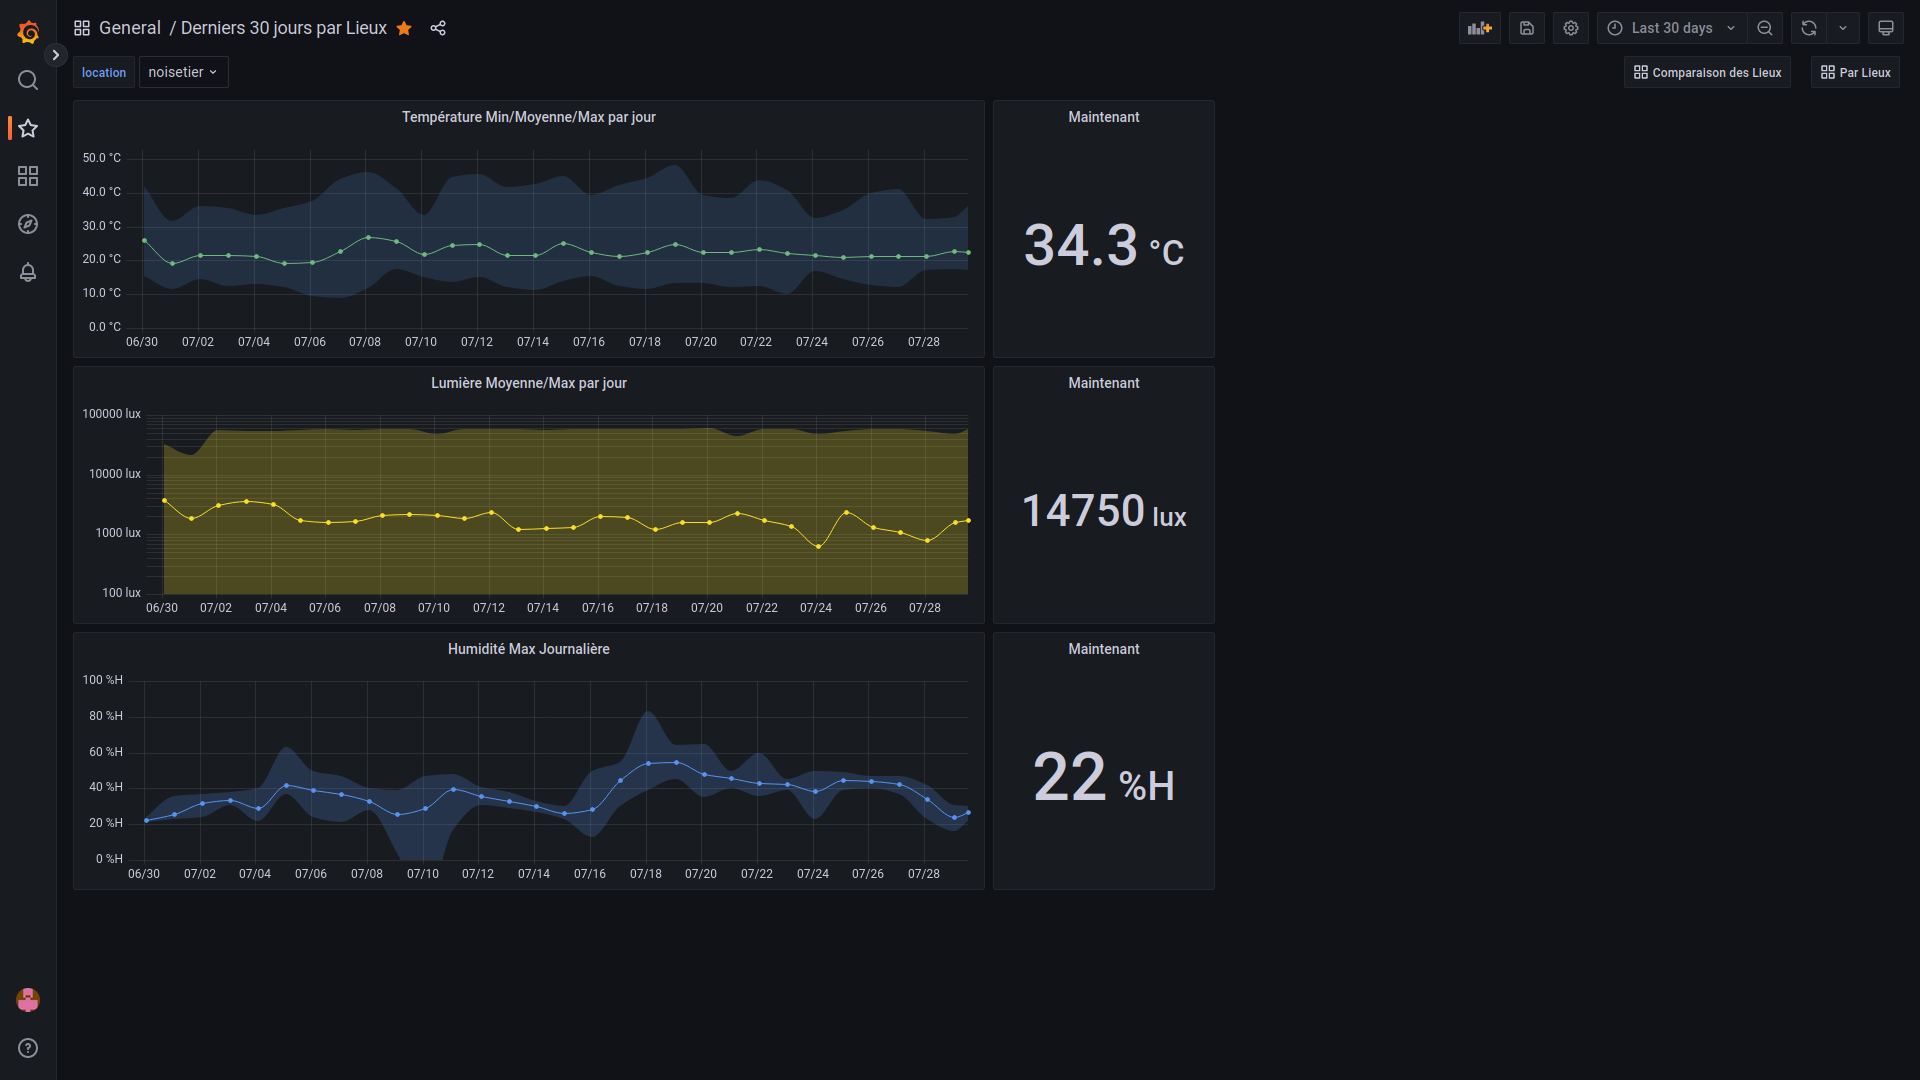 General / Derniers 30 jours par Lieux
Last 30 days
location noisetier
Comparaison des Lieux Par Lieux
Température Min/Moyenne/Max par jour
50.0 °C
40.0 °C
30.0 °C
20.0 °C
10.0 °C
0.0 °C
06/30 07/02 07/04 07/06 07/08 07/10 07/12 07/14 07/16 07/18 07/20 07/22 07/24 07/26 07/28
Maintenant
34.3 °C
Lumière Moyenne/Max par jour
100000 lux
10000 lux
1000 lux
100 lux
06/30 07/02 07/04 07/06 07/08 07/10 07/12 07/14 07/16 07/18 07/20 07/22 07/24 07/26 07/28
Maintenant
14750 lux
Humidité Max Journalière
100 %H
80 %H
60 %H
40 %H
20 %H
0 %H
06/30 07/02 07/04 07/06 07/08 07/10 07/12 07/14 07/16 07/18 07/20 07/22 07/24 07/26 07/28
Maintenant
22 %H